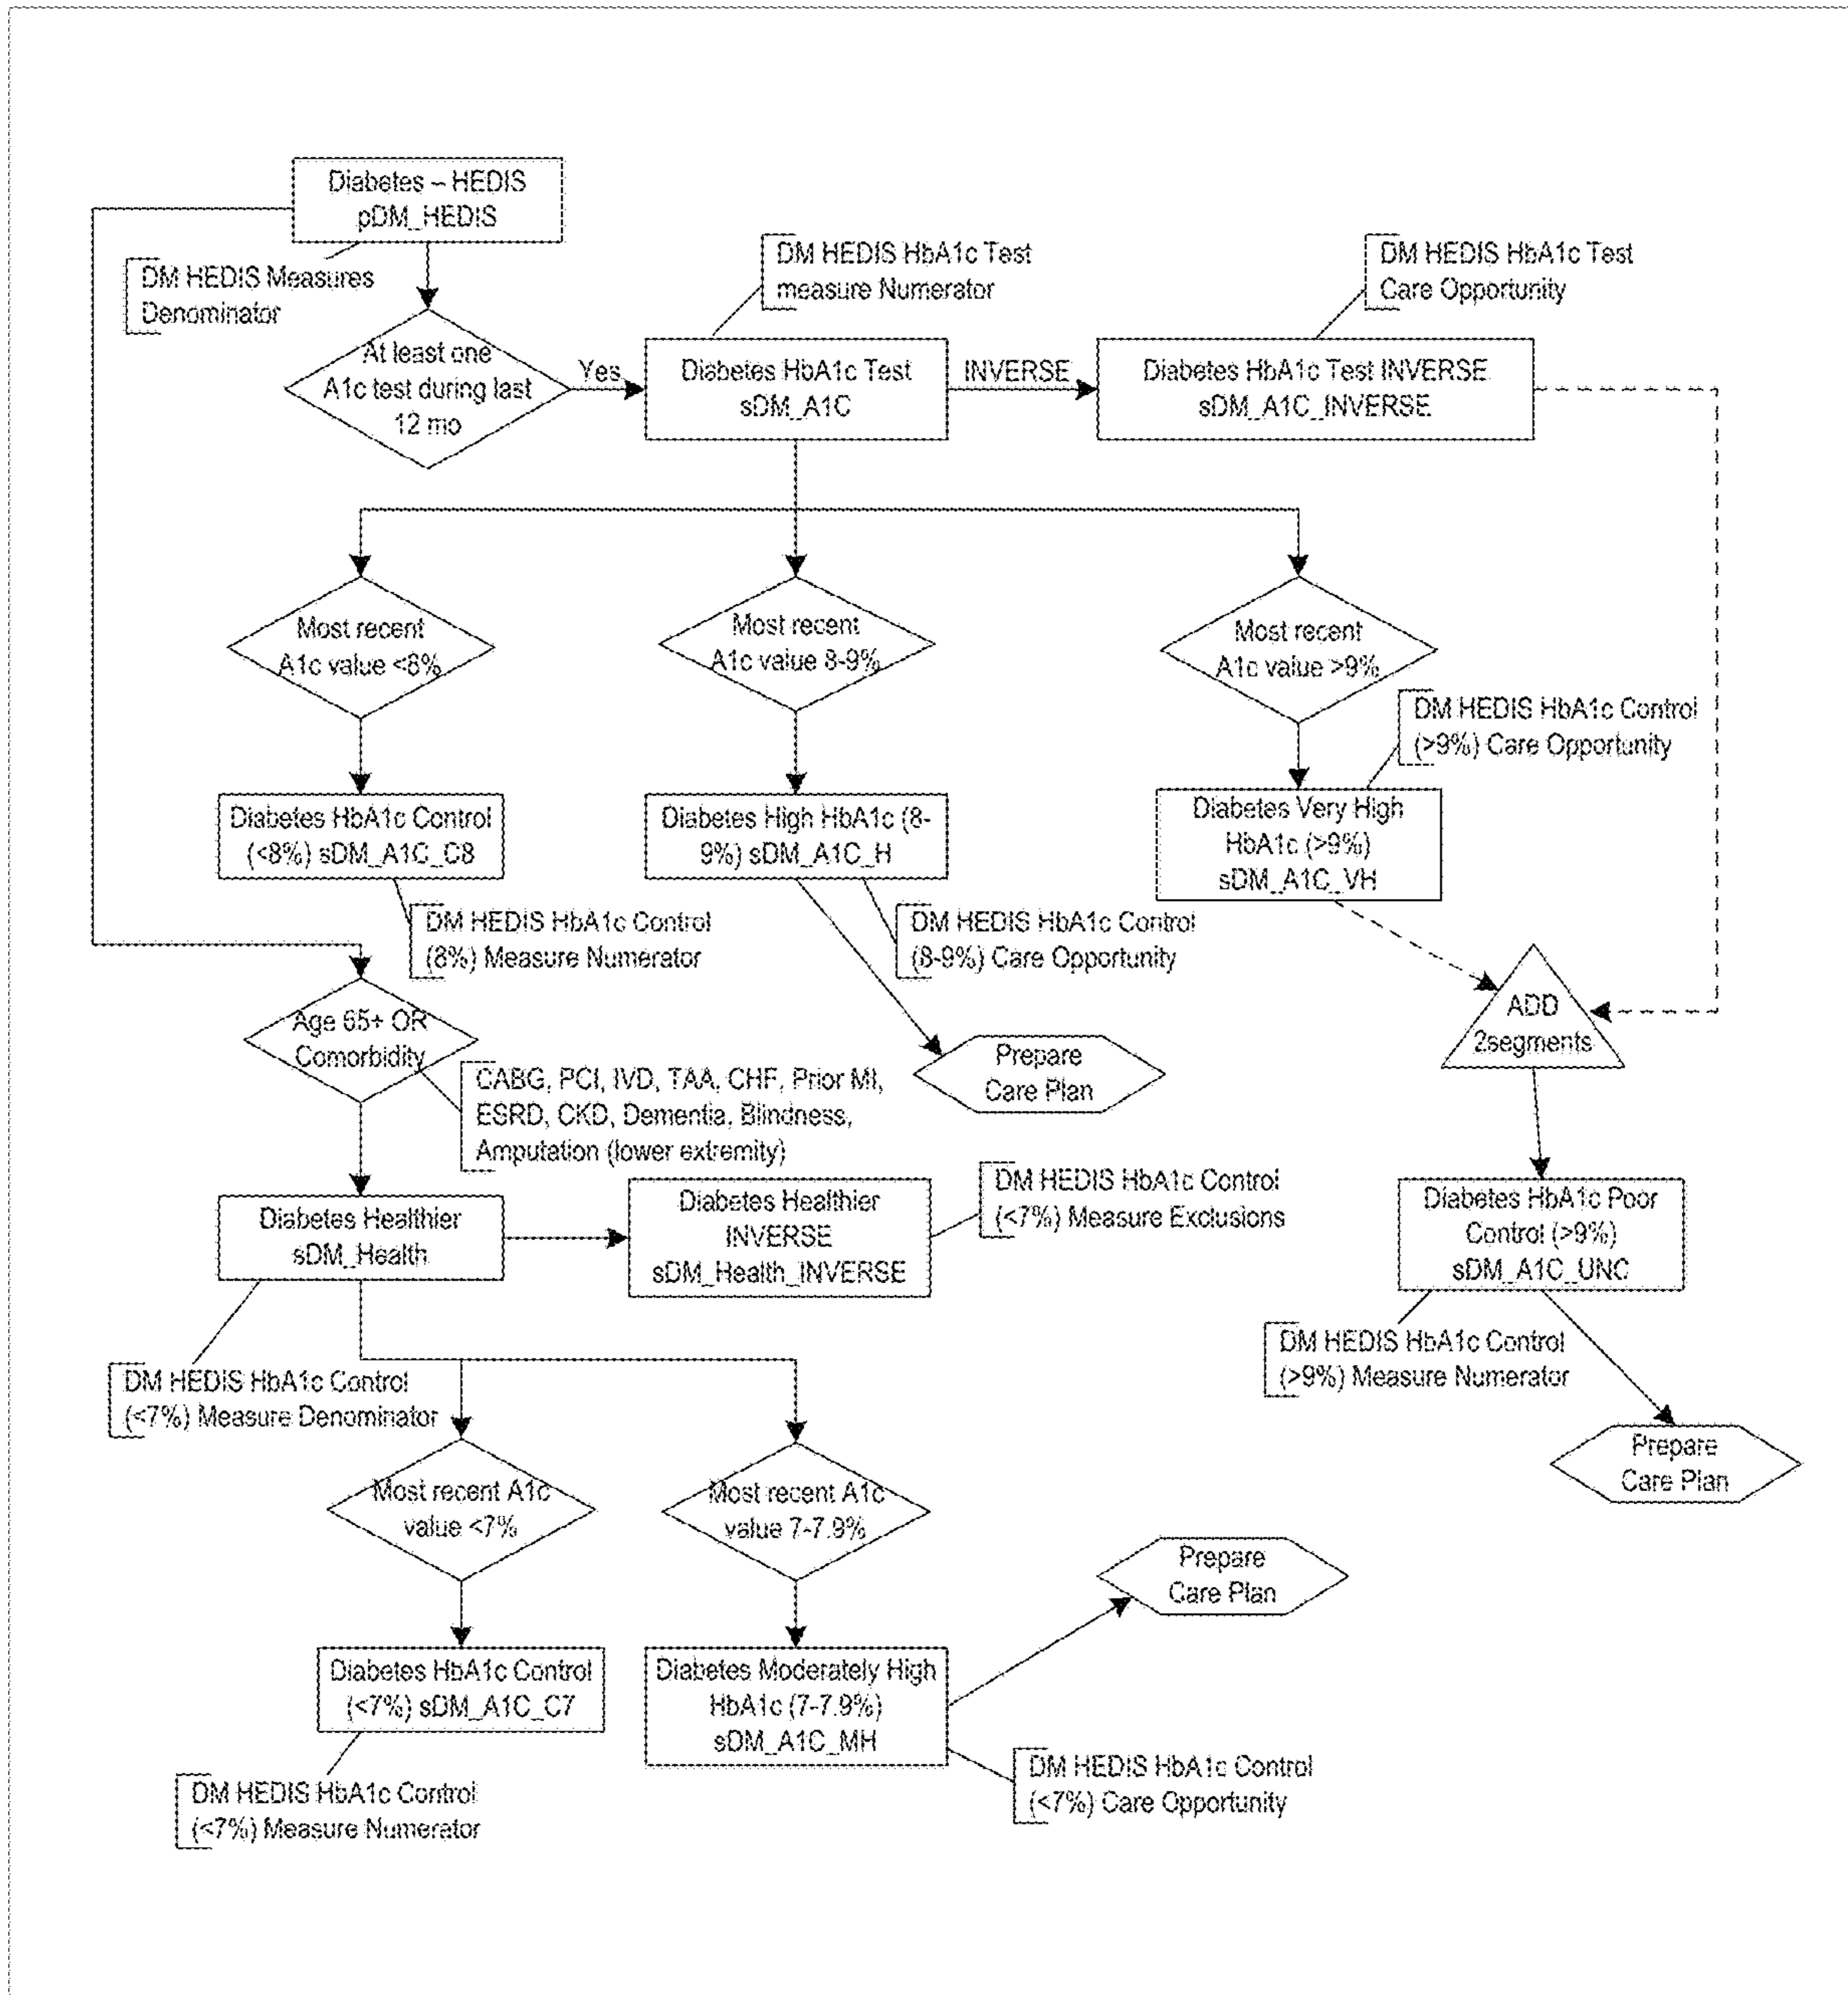 Diabetes – HEDIS
pDM_HEDIS
DM HEDIS Measures
Denominator
At least one
A1c test during last
12 mo
Yes
DM HEDIS HbA1c Test
measure Numerator
Diabetes HbA1c Test
sDM_A1C
INVERSE
DM HEDIS HbA1c Test
Care Opportunity
Diabetes HbA1c Test INVERSE
sDM_A1C_INVERSE
Most recent
A1c value <8%
Most recent
A1c value 8-9%
Most recent
A1c value >9%
DM HEDIS HbA1c Control
(>9%) Care Opportunity
Diabetes HbA1c Control
(<8%) sDM_A1C_C8
Diabetes High HbA1c (8-
9%) sDM_A1C_H
Diabetes Very High
HbA1c (>9%)
sDM_A1C_VH
DM HEDIS HbA1c Control
(8%) Measure Numerator
DM HEDIS HbA1c Control
(8-9%) Care Opportunity
Age 65+ OR
Comorbidity
CABG, PCI, IVD, TAA, CHF, Prior MI,
ESRD, CKD, Dementia, Blindness,
Amputation (lower extremity)
Prepare
Care Plan
ADD
2segments
Diabetes Healthier
sDM_Health
Diabetes Healthier
INVERSE
sDM_Health_INVERSE
DM HEDIS HbA1c Control
(<7%) Measure Exclusions
Diabetes HbA1c Poor
Control (>9%)
sDM_A1C_UNC
DM HEDIS HbA1c Control
(<7%) Measure Denominator
DM HEDIS HbA1c Control
(>9%) Measure Numerator
Prepare
Care Plan
Most recent A1c
value <7%
Most recent A1c
value 7-7.9%
Prepare
Care Plan
Diabetes HbA1c Control
(<7%) sDM_A1C_C7
Diabetes Moderately High
HbA1c (7-7.9%)
sDM_A1C_MH
DM HEDIS HbA1c Control
(<7%) Measure Numerator
DM HEDIS HbA1c Control
(<7%) Care Opportunity